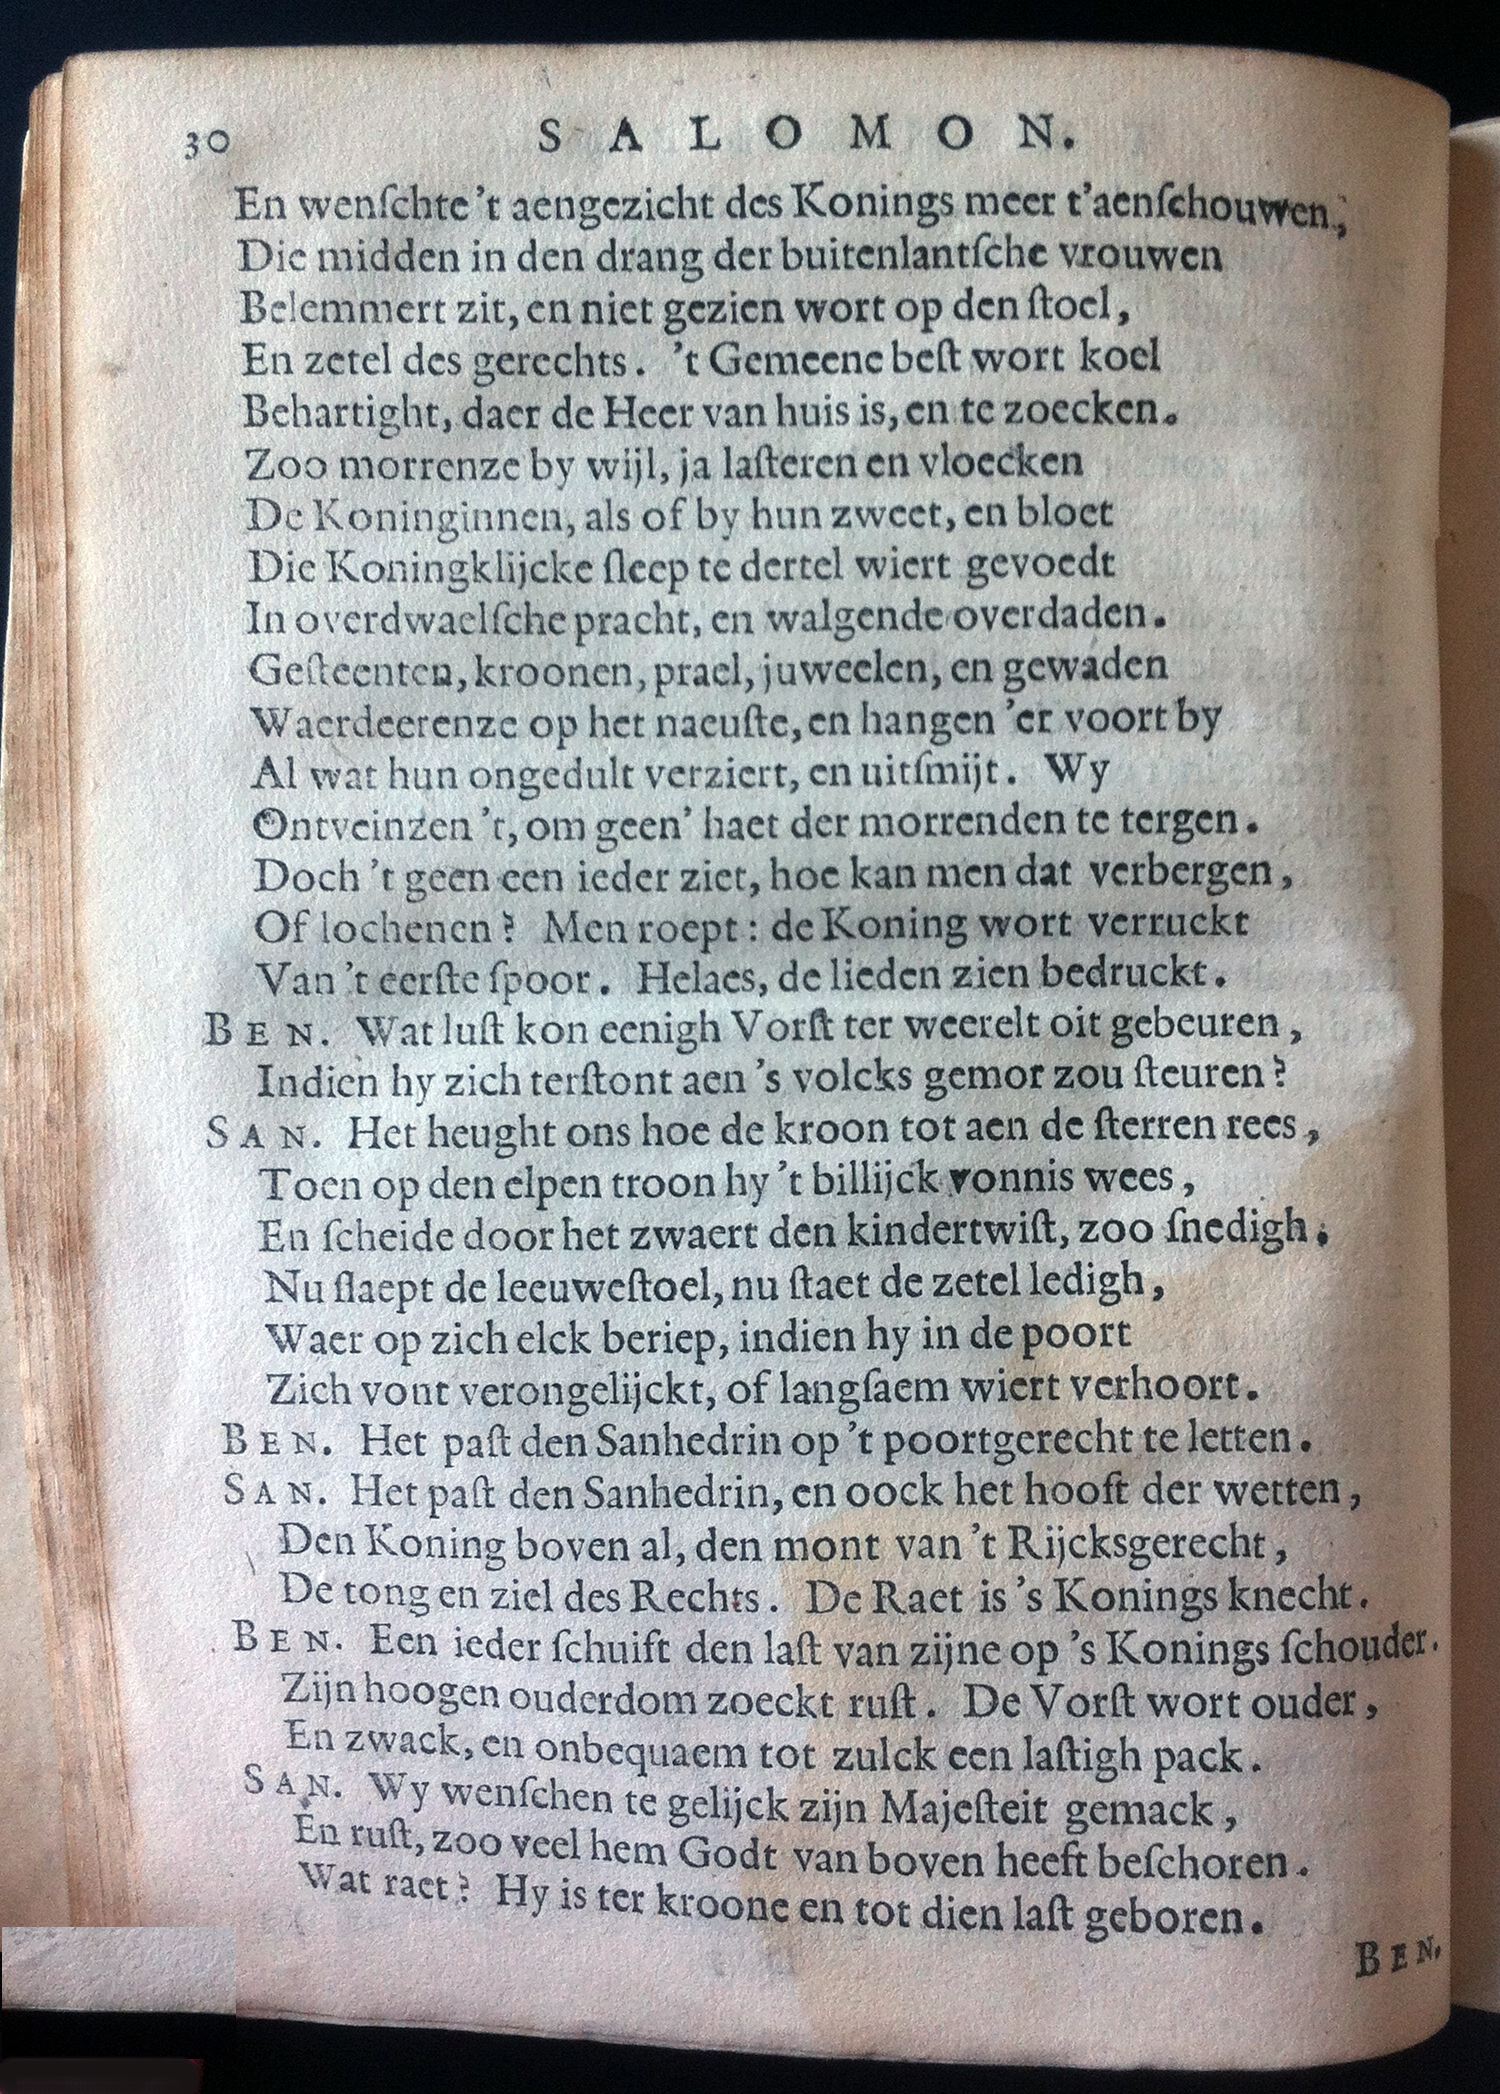 30 SALOMON.
En wenſchte 't aengezicht des Konings meer t'aenſchouwen,
Die midden in den drang der buitenlantſche vrouwen
Belemmert zit, en niet gezien wort op den ſtoel,
En zetel des gerechts. 't Gemeene beſt wort koel
Behartight, daer de Heer van huis is, en te zoecken.
Zoo morrenze by wijl, ja laſteren en vloecken
De Koninginnen, als of by hun zweet, en bloet
Die Koningklijcke ſleep te dertel wiert gevoedt
In overdwaelſche pracht, en walgende overdaden.
Geſteenten, kroonen, prael, juweelen, en gewaden
Waerdeerenze op het naeuſte, en hangen 'er voort by
Al wat hun ongedult verziert, en uitſmijt. Wy
Ontveinzen 't, om geen' haet der morrenden te tergen.
Doch 't geen een ieder ziet, hoe kan men dat verbergen,
Of lochenen? Men roept: de Koning wort verruckt
Van 't eerſte ſpoor. Helaes, de lieden zien bedruckt.
BEN. Wat luſt kon eenigh Vorſt ter weerelt oit gebeuren,
Indien hy zich terſtont aen 's volcks gemor zou ſteuren?
SAN. Het heught ons hoe de kroon tot aen de ſterren rees,
Toen op den elpen troon hy 't billijck vonnis wees,
En ſcheide door het zwaert den kindertwiſt, zoo ſnedigh.
Nu ſlaept de leeuweſtoel, nu ſtaet de zetel ledigh,
Waer op zich elck beriep, indien hy in de poort
Zich vont verongelijckt, of langſaem wiert verhoort.
BEN. Het paſt den Sanhedrin op 't poortgerecht te letten.
SAN. Het paſt den Sanhedrin, en oock het hooft der wetten,
Den Koning boven al, den mont van 't Rijcksgerecht,
De tong en ziel des Rechts. De Raet is 's Konings knecht.
BEN. Een ieder ſchuift den laſt van zijne op 's Konings ſchouder.
Zijn hoogen ouderdom zoeckt ruſt. De Vorſt wort ouder,
En zwack, en onbequaem tot zulck een laſtigh pack.
SAN. Wy wenſchen te gelijck zijn Majeſteit gemack,
En ruſt, zoo veel hem Godt van boven heeft beſchoren.
Wat raet? Hy is ter kroone en tot dien laſt geboren.
BEN.